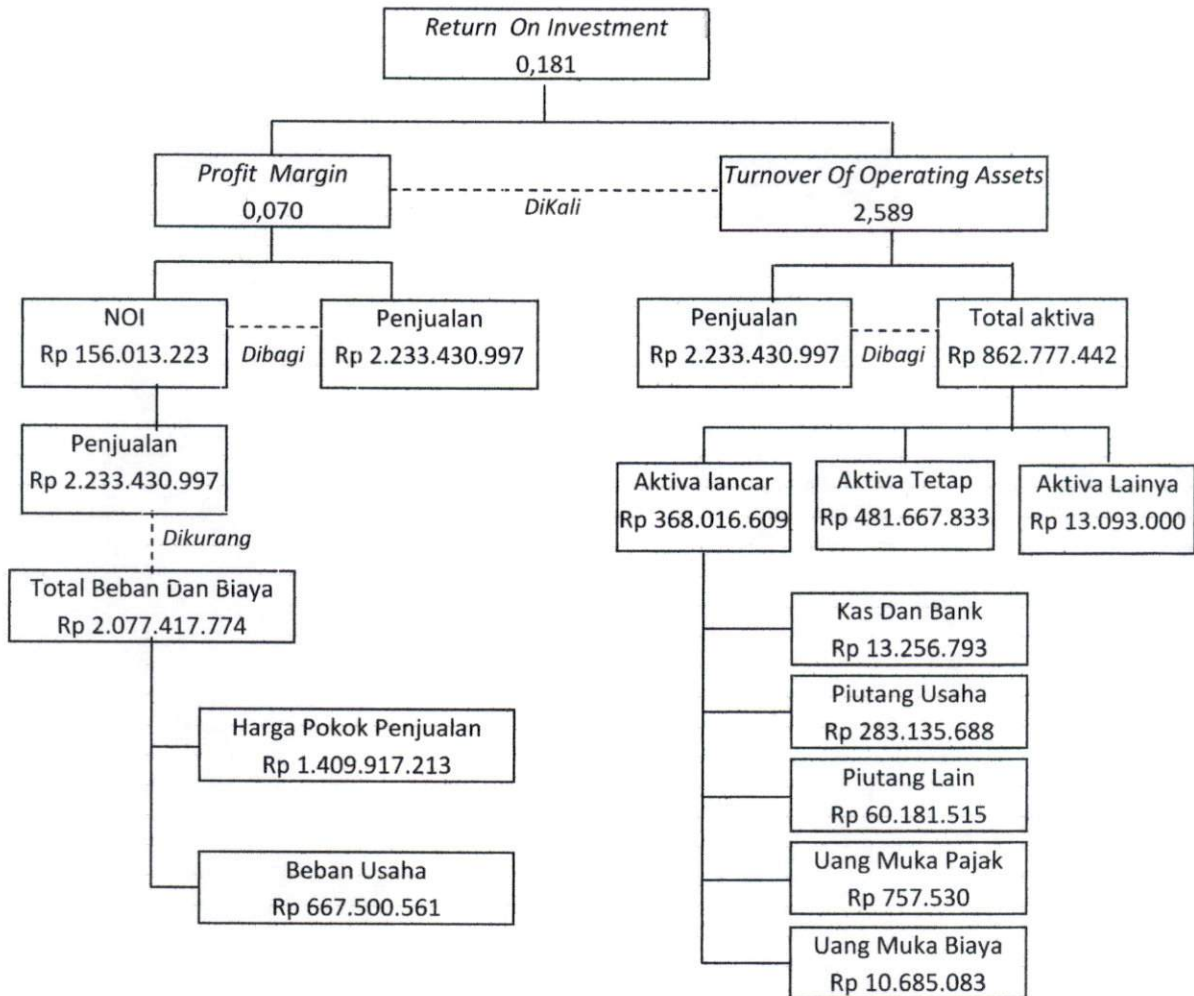 Return On Investment
0,181
Profit Margin
0,070
DiKali
Turnover Of Operating Assets
2,589
NOI
Rp 156.013.223
Dibagi
Penjualan
Rp 2.233.430.997
Penjualan
Rp 2.233.430.997
Dibagi
Total aktiva
Rp 862.777.442
Penjualan
Rp 2.233.430.997
Dikurang
Total Beban Dan Biaya
Rp 2.077.417.774
Harga Pokok Penjualan
Rp 1.409.917.213
Beban Usaha
Rp 667.500.561
Aktiva lancar
Rp 368.016.609
Aktiva Tetap
Rp 481.667.833
Aktiva Lainya
Rp 13.093.000
Kas Dan Bank
Rp 13.256.793
Piutang Usaha
Rp 283.135.688
Piutang Lain
Rp 60.181.515
Uang Muka Pajak
Rp 757.530
Uang Muka Biaya
Rp 10.685.083